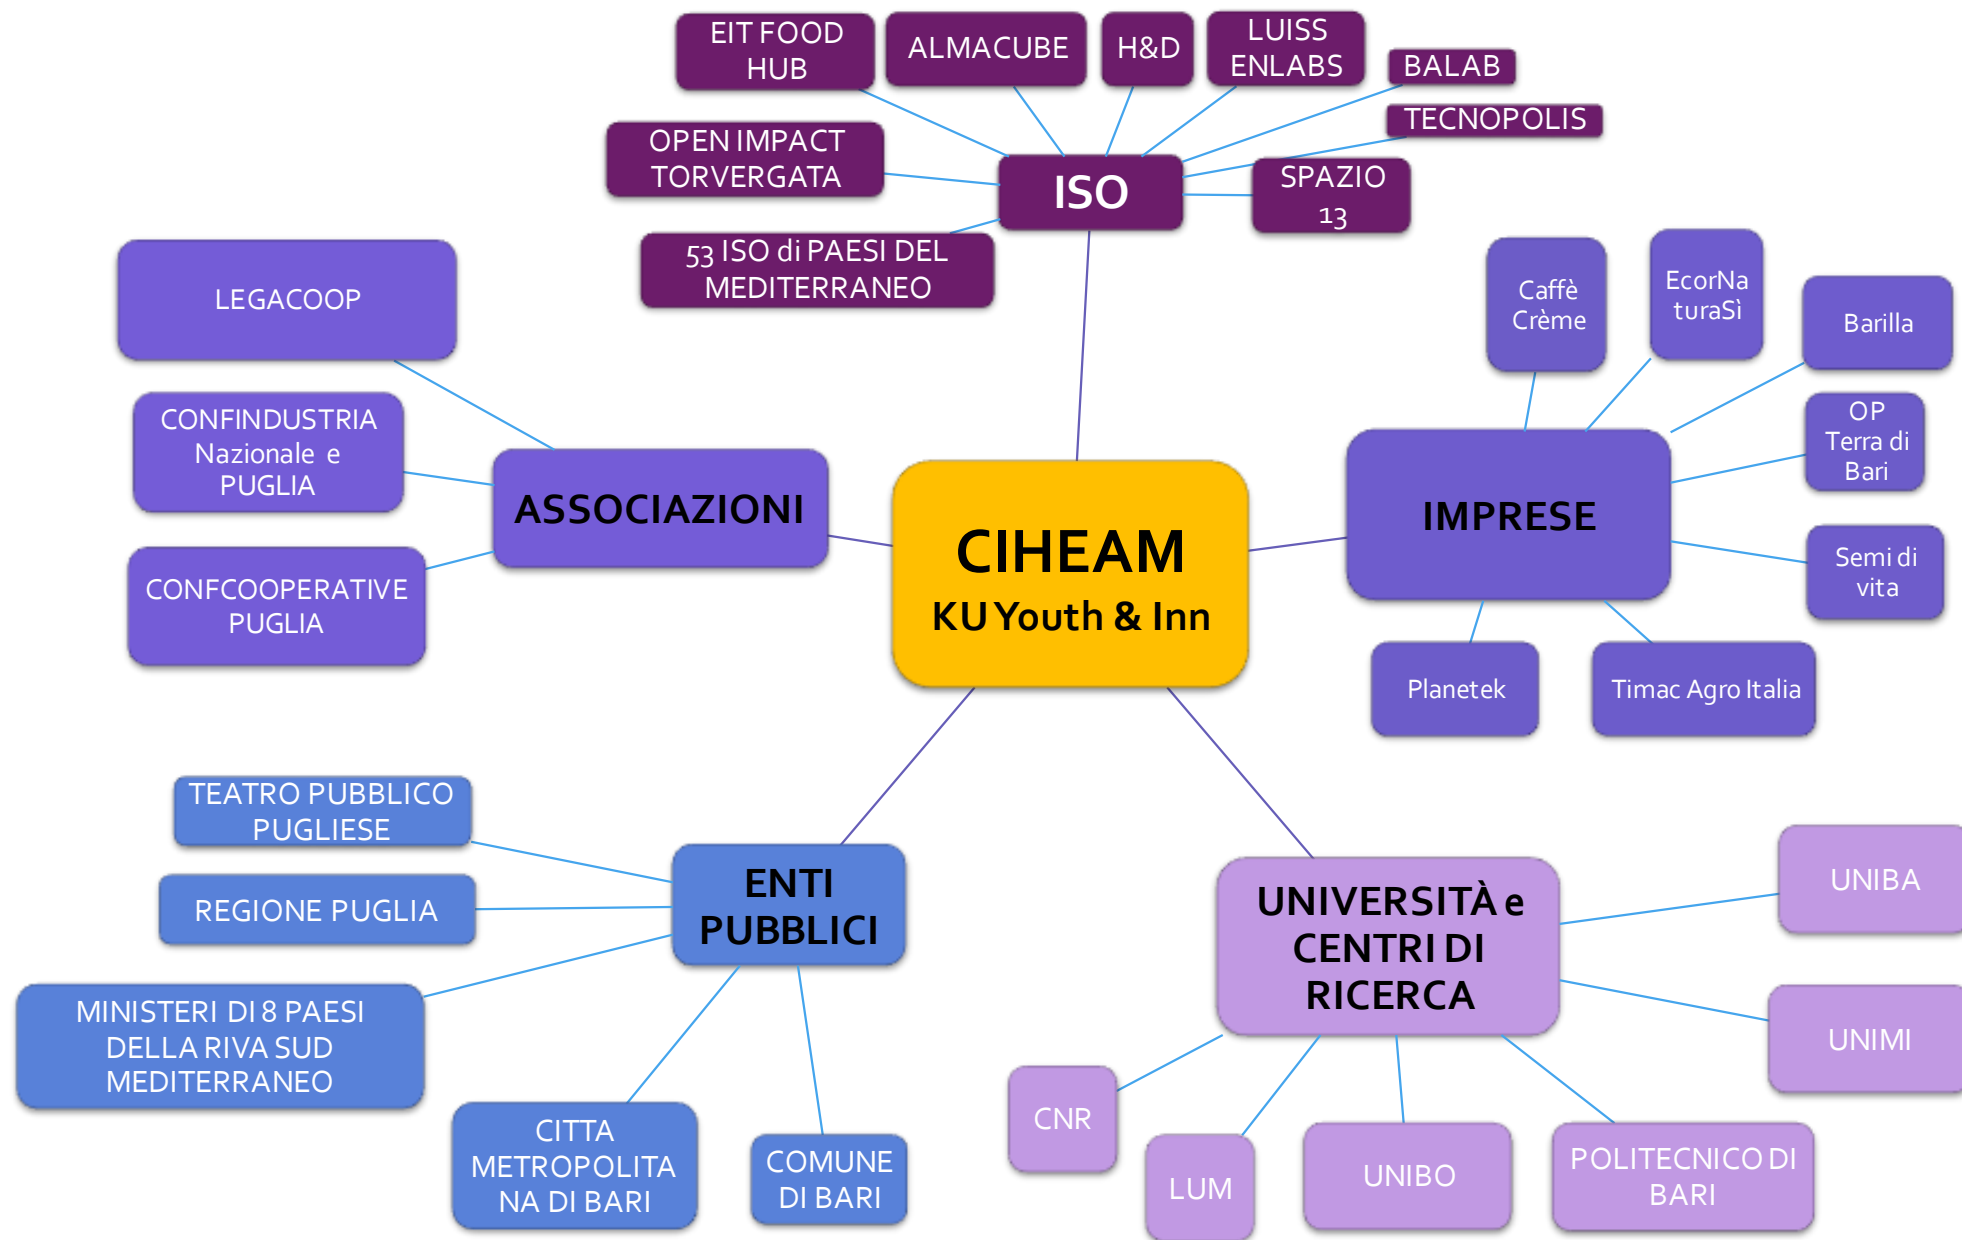 EIT FOOD
HUB
ALMACUBE
H&D
LUISS
ENLABS
BALAB
TECNOPOLIS
OPEN IMPACT
TORVERGATA
ISO
SPAZIO
13
53 ISO di PAESI DEL
MEDITERRANEO
LEGACOOP
CONFINDUSTRIA
Nazionale e
PUGLIA
CONFCOOPERATIVE
PUGLIA
ASSOCIAZIONI
CIHEAM
KU Youth & Inn
IMPRESE
Caffè
Crème
EcorNa
turaSì
Barilla
OP
Terra di
Bari
Semi di
vita
Planetek
Timac Agro Italia
TEATRO PUBBLICO
PUGLIESE
REGIONE PUGLIA
MINISTERI DI 8 PAESI
DELLA RIVA SUD
MEDITERRANEO
ENTI
PUBBLICI
CITTA
METROPOLITA
NA DI BARI
COMUNE
DI BARI
UNIVERSITÀ e
CENTRI DI
RICERCA
UNIBA
UNIMI
CNR
LUM
UNIBO
POLITECNICO DI
BARI